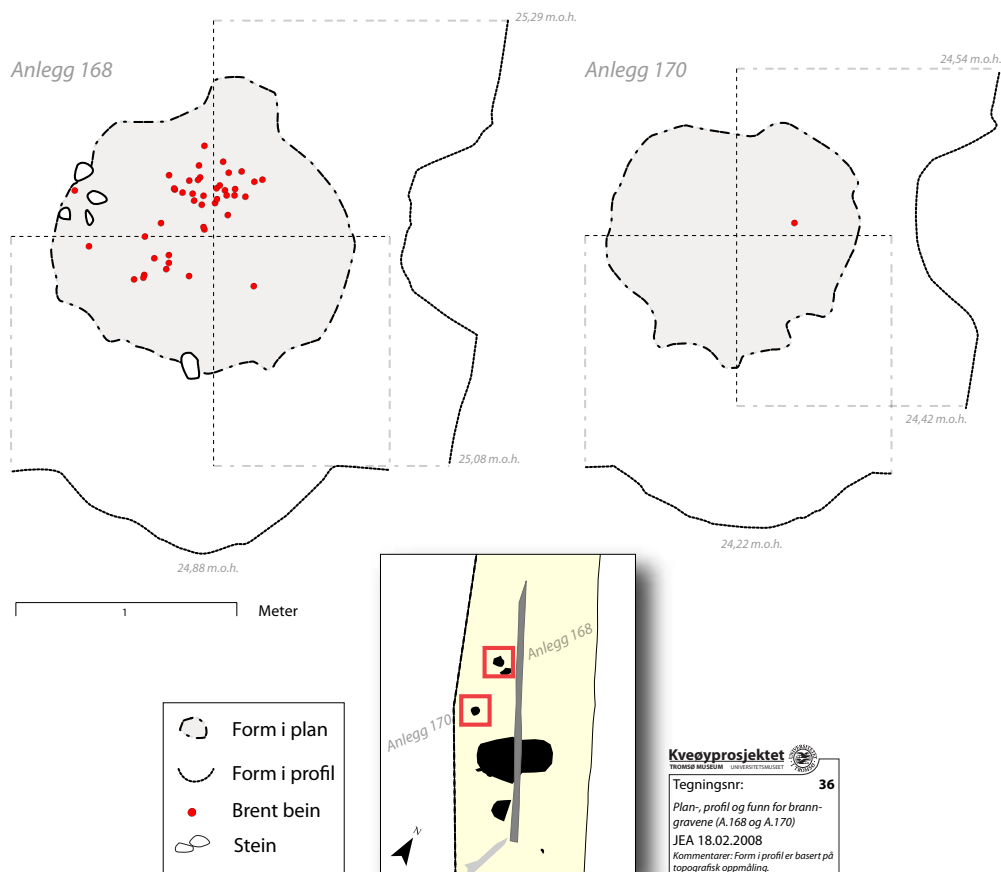 25,29 m.o.h.
Anlegg 168
Anlegg 170
24,54 m.o.h.
24,42 m.o.h.
25,08 m.o.h.
24,22 m.o.h.
24,88 m.o.h.
1 Meter
Anlegg 168
Anlegg 170
N
Form i plan
Form i profil
Brent bein
Stein
Kveøyprosjektet
TROMSØ MUSEUM UNIVERSITETSMUSEET
UNIVERSITETET TROMSØ
Tegningsnr: 36
Plan-, profil og funn for brann-
gravene (A.168 og A.170)
JEA 18.02.2008
Kommentarer: Form i profil er basert på
topografisk oppmåling.